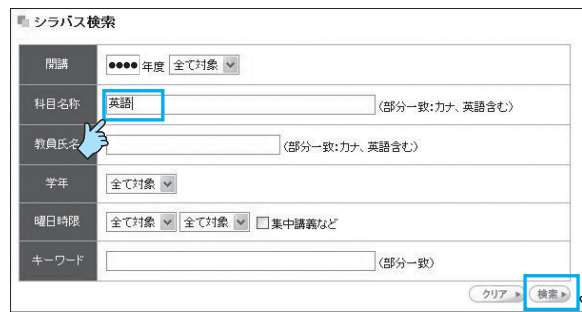 シラバス検索
開講 ●●●● 年度 全て対象
科目名称 英語 (部分一致:カナ、英語含む)
教員氏名 (部分一致:カナ、英語含む)
学年 全て対象
曜日時限 全て対象 全て対象 集中講義など
キーワード (部分一致)
クリア 検索